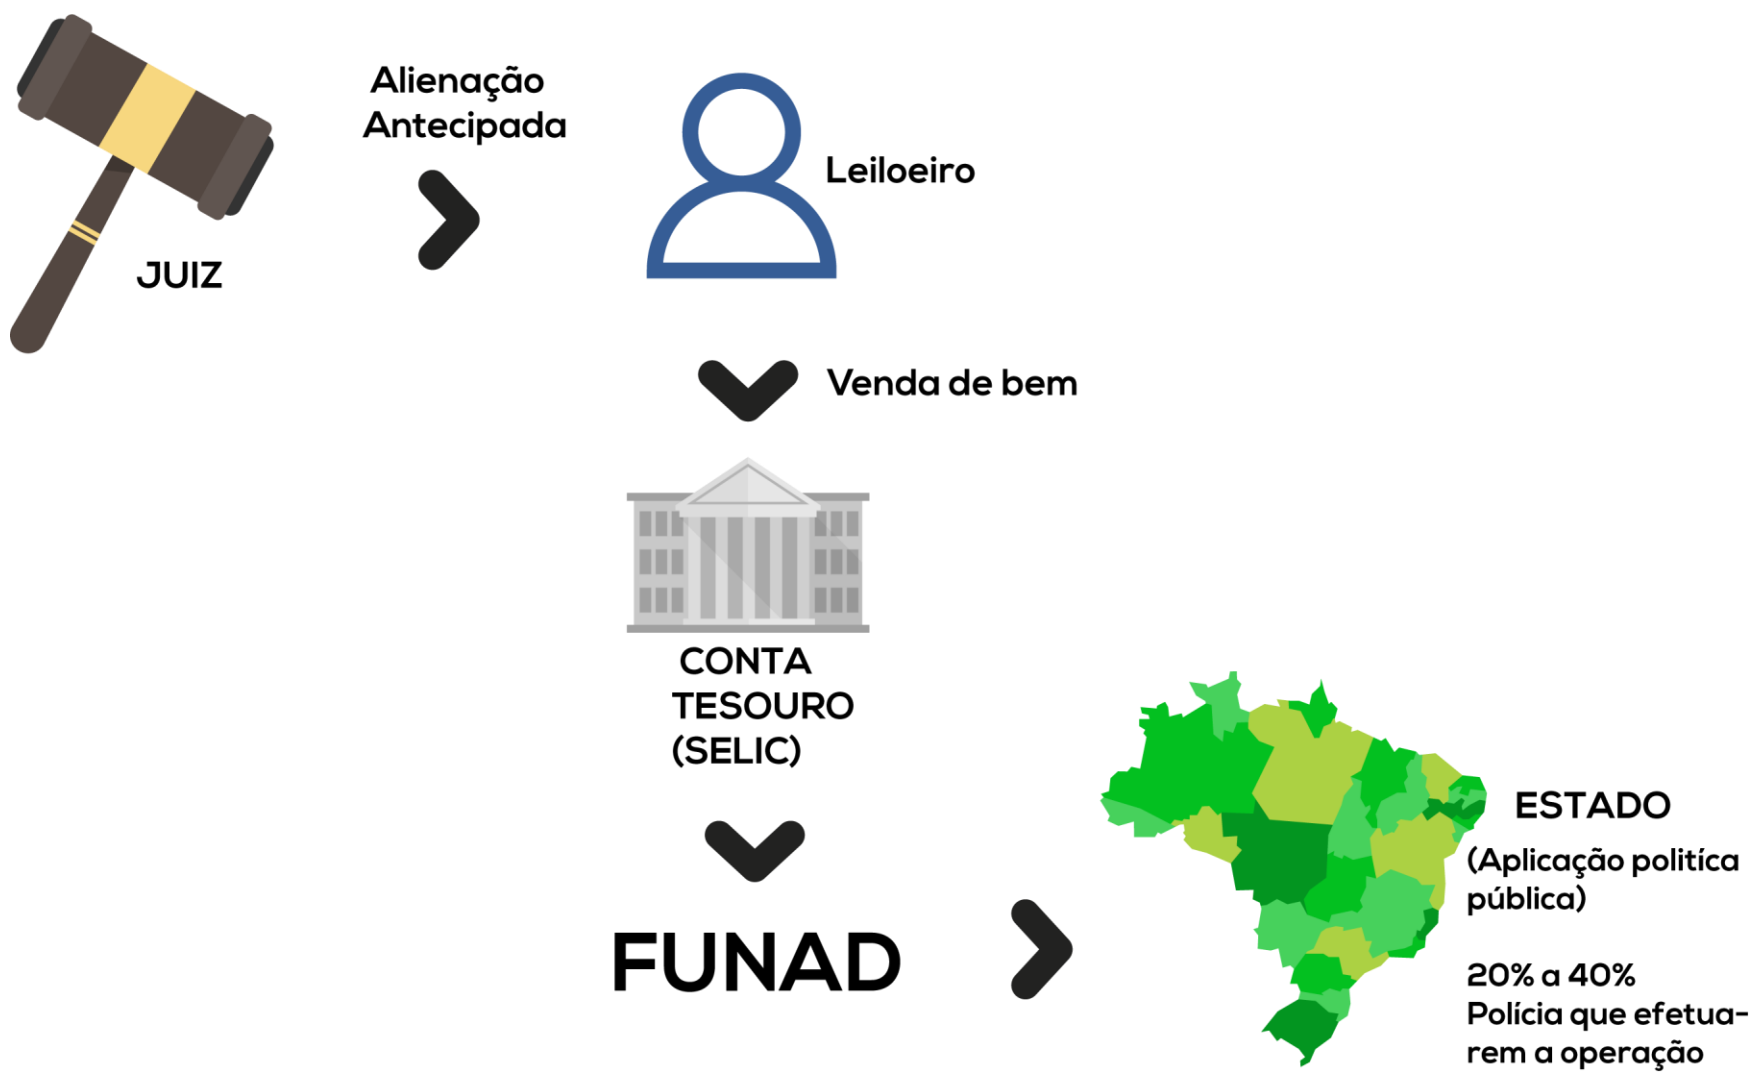 Alienação
Antecipada
Leiloeiro
JUIZ
Venda de bem
CONTA
TESOURO
(SELIC)
FUNAD
ESTADO
(Aplicação politíca
pública)
20% a 40%
Polícia que efetua-
rem a operação